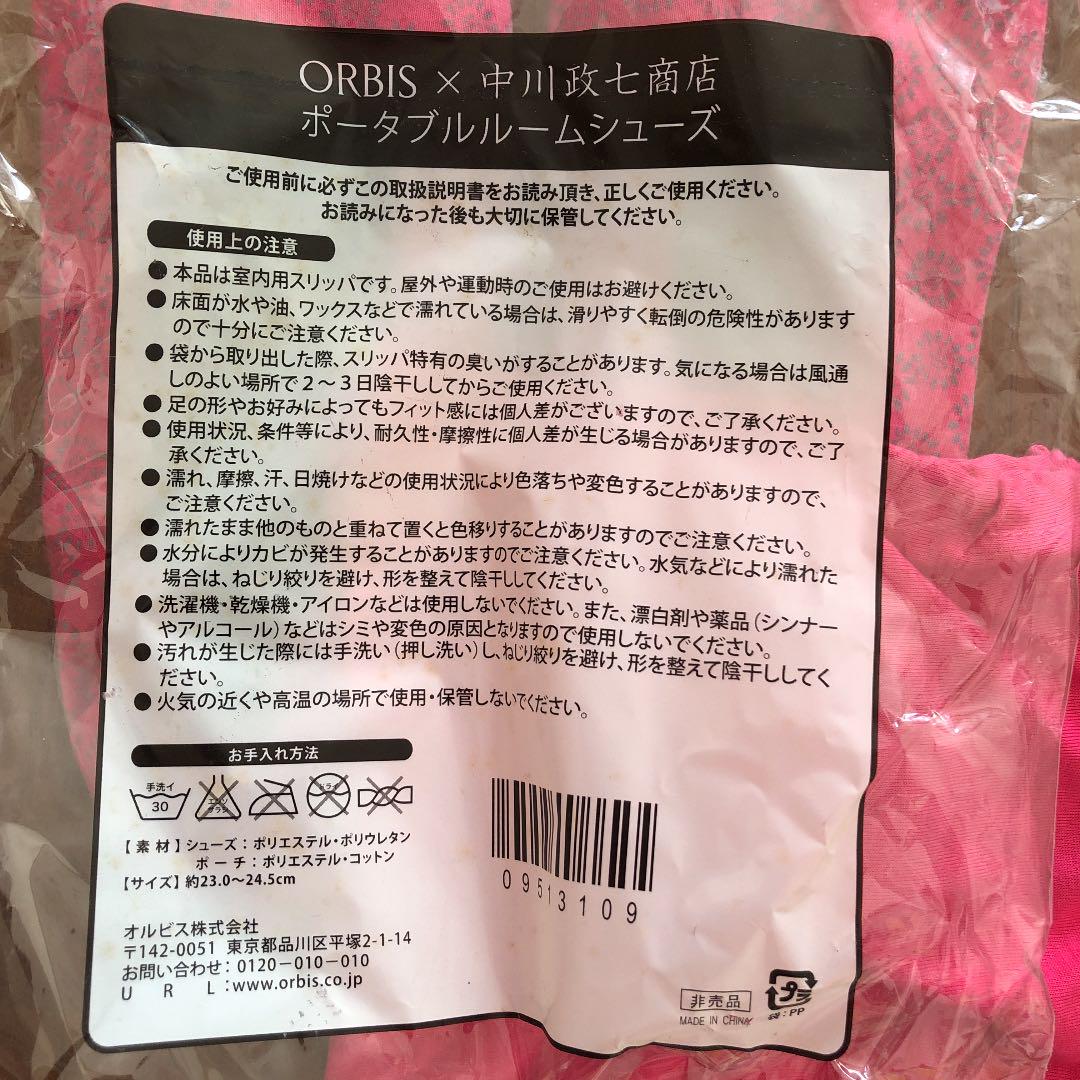 ORBIS × 中川政七商店
ポータブルルームシューズ
ご使用前に必ずこの取扱説明書をお読み頂き、正しくご使用ください。
お読みになった後も大切に保管してください。
使用上の注意
● 本品は室内用スリッパです。屋外や運動時のご使用はお避けください。
● 床面が水や油、ワックスなどで濡れている場合は、滑りやすく転倒の危険性があります
ので十分にご注意ください。
● 袋から取り出した際、スリッパ特有の臭いがすることがあります。気になる場合は風通
しのよい場所で2～3日陰干ししてからご使用ください。
● 足の形やお好みによってもフィット感には個人差がございますので、ご了承ください。
● 使用状況、条件等により、耐久性・摩擦性に個人差が生じる場合がありますので、ご了
承ください。
● 濡れ、摩擦、汗、日焼けなどの使用状況により色落ちや変色することがありますので、
ご注意ください。
● 濡れたまま他のものと重ねて置くと色移りすることがありますのでご注意ください。
● 水分によりカビが発生することがありますのでご注意ください。水気などにより濡れた
場合は、ねじり絞りを避け、形を整えて陰干ししてください。
● 洗濯機・乾燥機・アイロンなどは使用しないでください。また、漂白剤や薬品（シンナー
やアルコール）などはシミや変色の原因となりますので使用しないでください。
● 汚れが生じた際には手洗い（押し洗い）し、ねじり絞りを避け、形を整えて陰干ししてく
ださい。
● 火気の近くや高温の場所で使用・保管しないでください。
お手入れ方法
手洗イ 30 エンソ サラシ ドライ
【素材】シューズ：ポリエステル・ポリウレタン
ポーチ：ポリエステル・コットン
【サイズ】約23.0～24.5cm
09513109
オルビス株式会社
〒142-0051 東京都品川区平塚2-1-14
お問い合わせ：0120-010-010
URL：www.orbis.co.jp
非売品
MADE IN CHINA
プラ
袋：PP